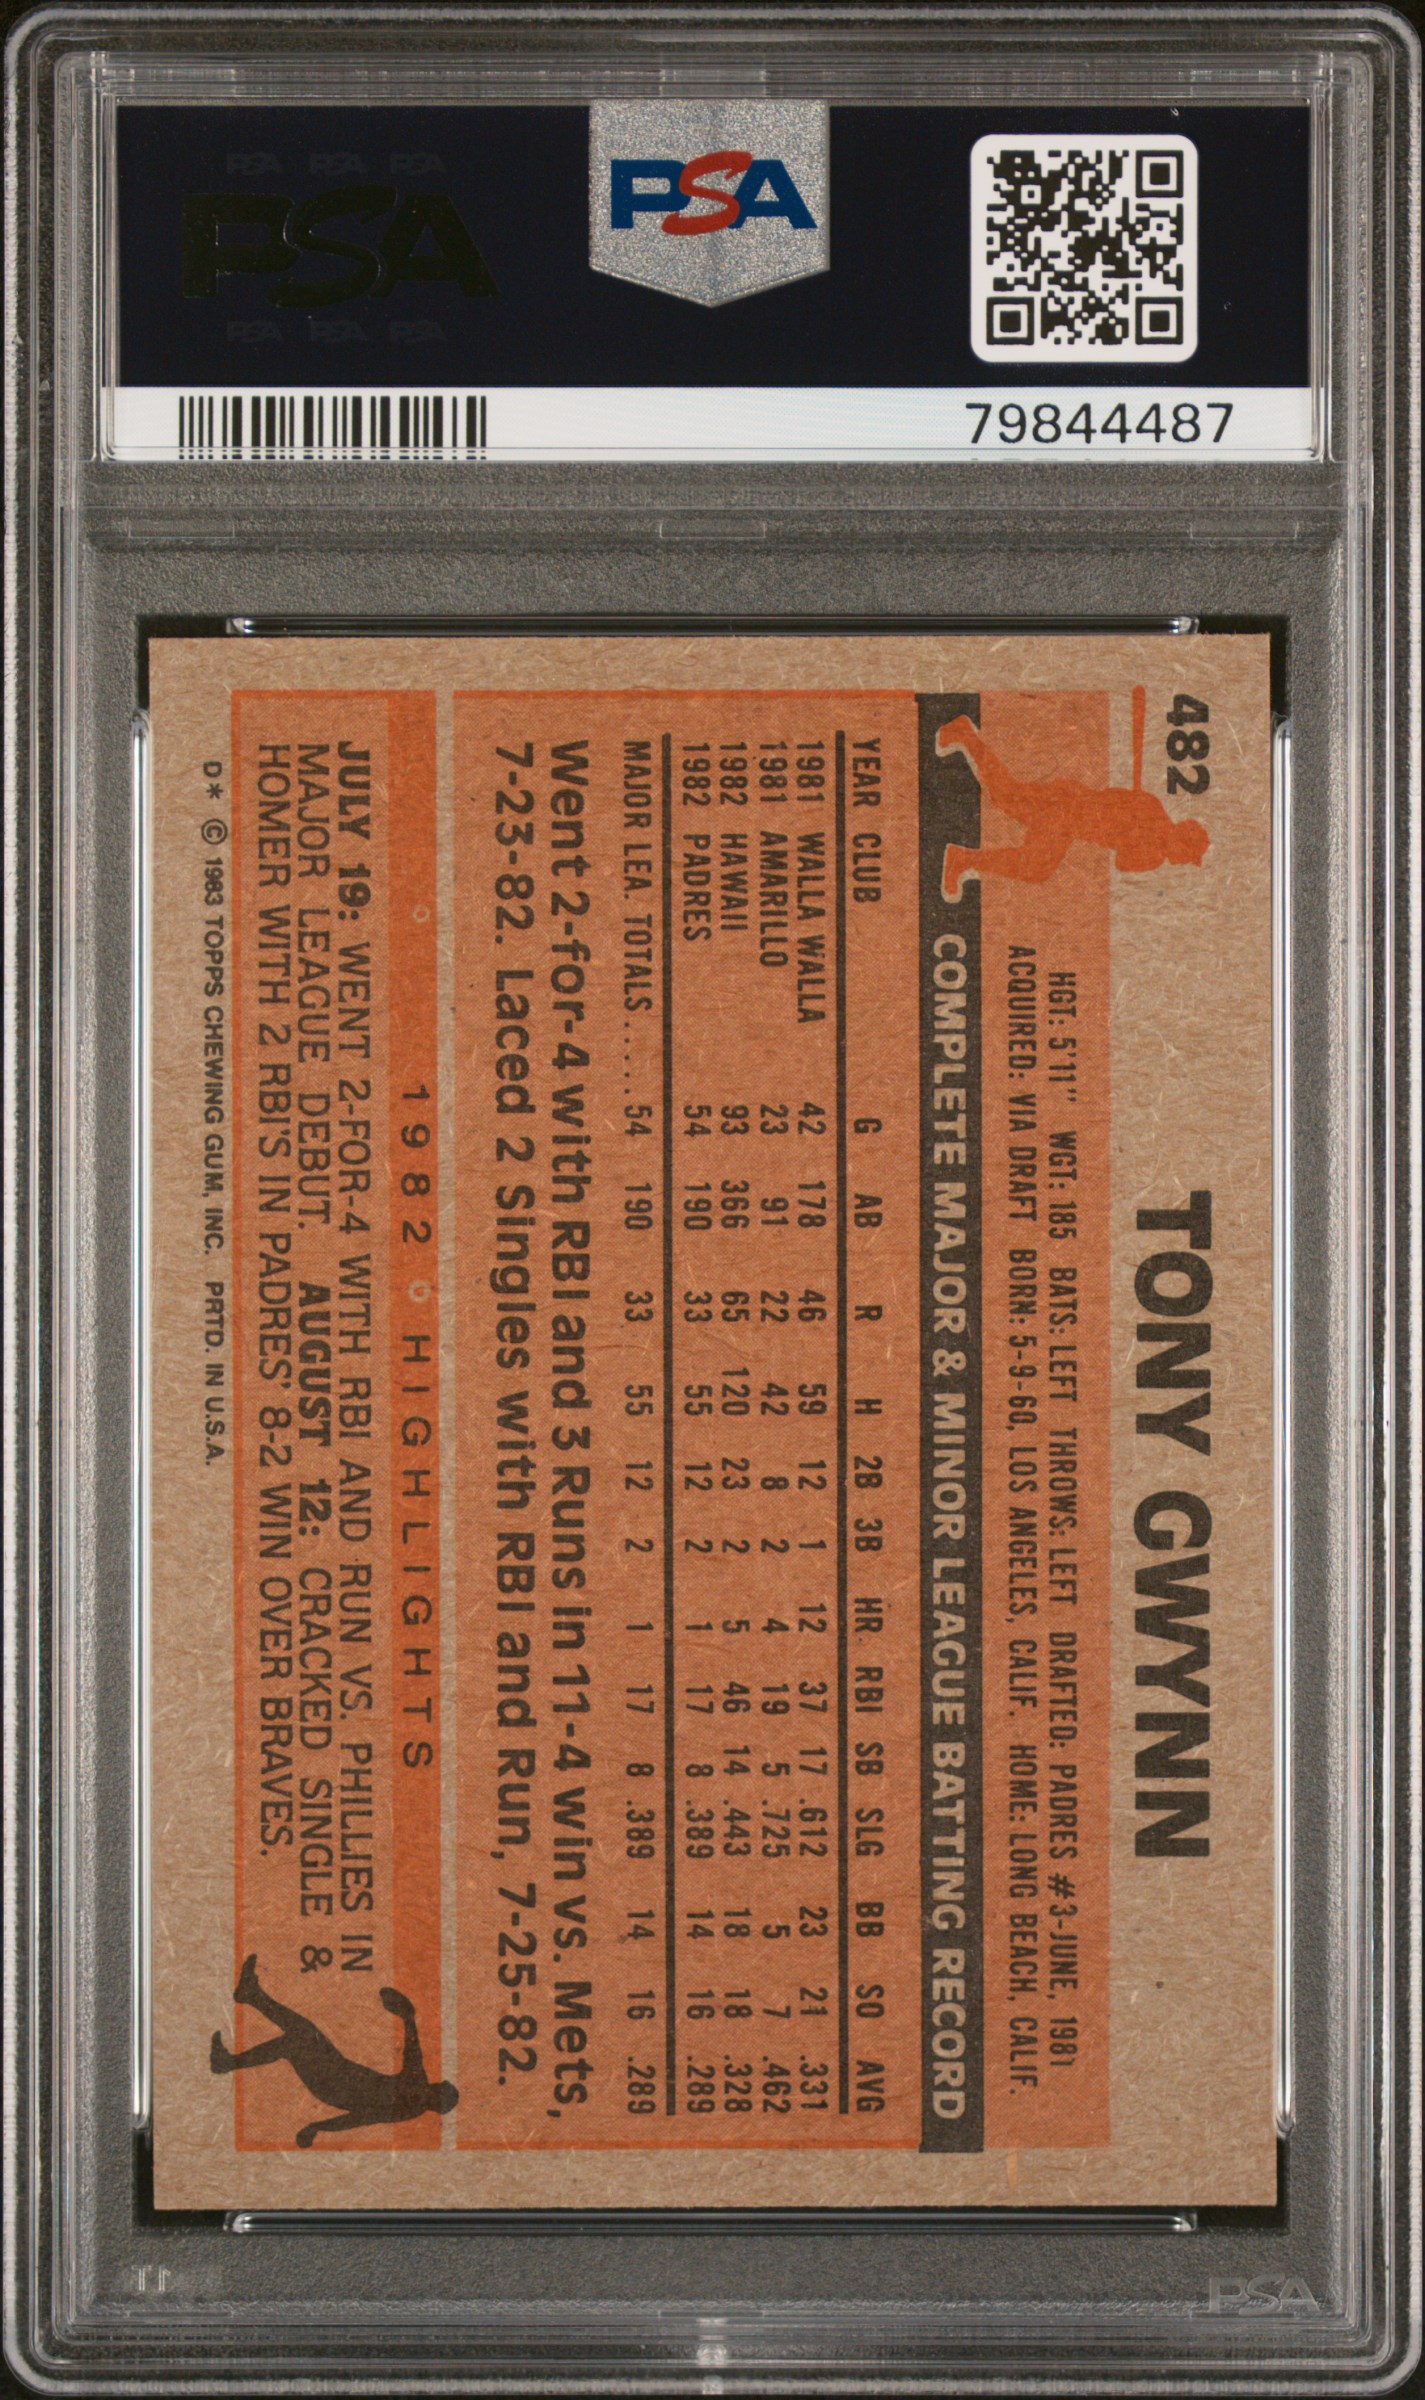 PSA PSA PSA
PSA
PSA PSA PSA
PSA
79844487
482
TONY GWYNN
HGT: 5'11" WGT: 185 BATS: LEFT THROWS: LEFT DRAFTED: PADRES #3-JUNE, 1981
ACQUIRED: VIA DRAFT BORN: 5-9-60, LOS ANGELES, CALIF. HOME: LONG BEACH, CALIF.
COMPLETE MAJOR & MINOR LEAGUE BATTING RECORD
YEAR CLUB G AB R H 2B 3B HR RBI SB SLG BB SO AVG
1981 WALLA WALLA 42 178 46 59 12 1 12 37 17 .612 23 21 .331
1981 AMARILLO 23 91 22 42 8 2 4 19 5 .725 5 7 .462
1982 HAWAII 93 366 65 120 23 2 5 46 14 .443 18 18 .328
1982 PADRES 54 190 33 55 12 2 1 17 8 .389 14 16 .289
MAJOR LEA. TOTALS..... 54 190 33 55 12 2 1 17 8 .389 14 16 .289
Went 2-for-4 with RBI and 3 Runs in 11-4 win vs. Mets,
7-23-82. Laced 2 Singles with RBI and Run, 7-25-82.
1982 HIGHLIGHTS
JULY 19: WENT 2-FOR-4 WITH RBI AND RUN VS. PHILLIES IN
MAJOR LEAGUE DEBUT. AUGUST 12: CRACKED SINGLE &
HOMER WITH 2 RBI'S IN PADRES' 8-2 WIN OVER BRAVES.
D* © 1983 TOPPS CHEWING GUM, INC. PRTD. IN U.S.A.
PSA